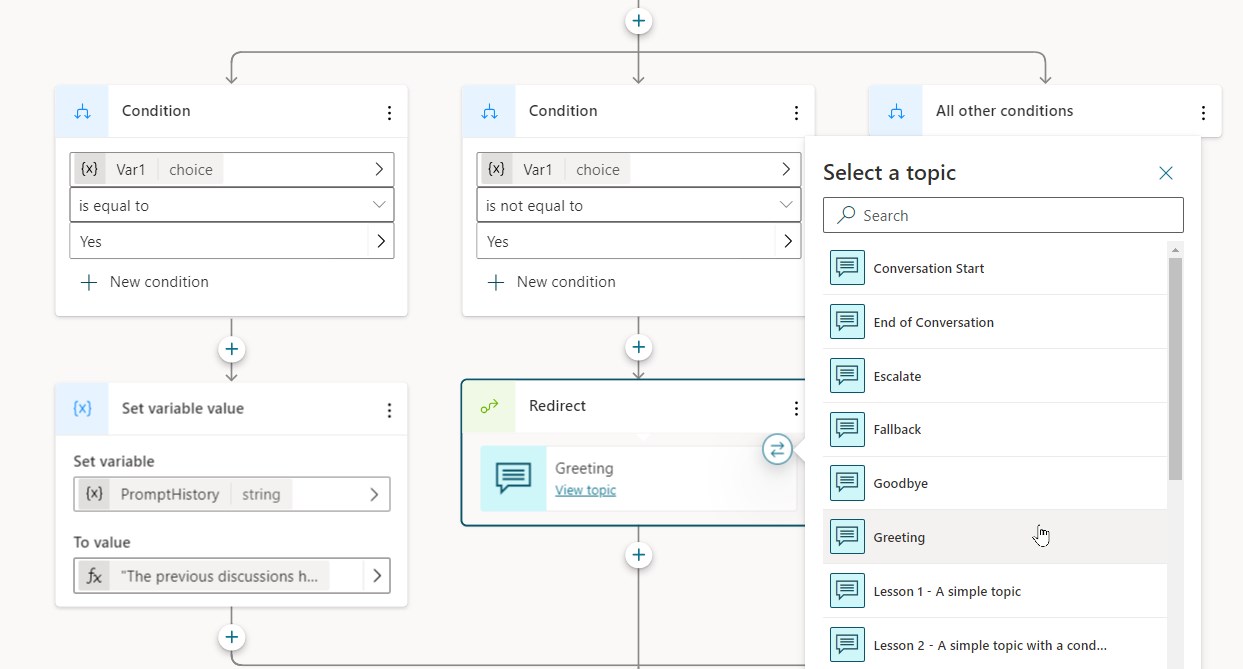 Condition
{x} Var1 choice
is equal to
Yes
New condition
{x} Set variable value
Set variable
{x} PromptHistory string
To value
fx "The previous discussions h...
Condition
{x} Var1 choice
is not equal to
Yes
New condition
Redirect
Greeting
View topic
All other conditions
Select a topic
Search
Conversation Start
End of Conversation
Escalate
Fallback
Goodbye
Greeting
Lesson 1 - A simple topic
Lesson 2 - A simple topic with a cond...